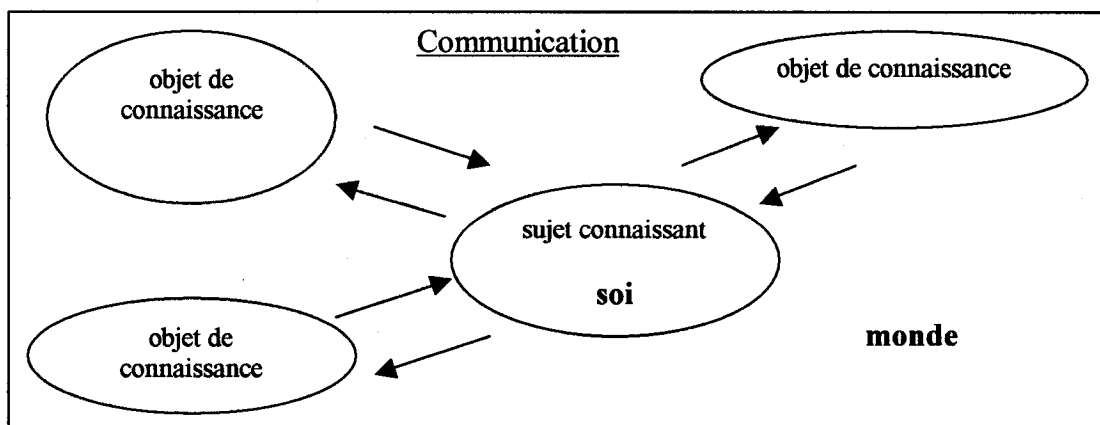 Communication
objet de
connaissance
objet de connaissance
sujet connaissant
soi
objet de
connaissance
monde